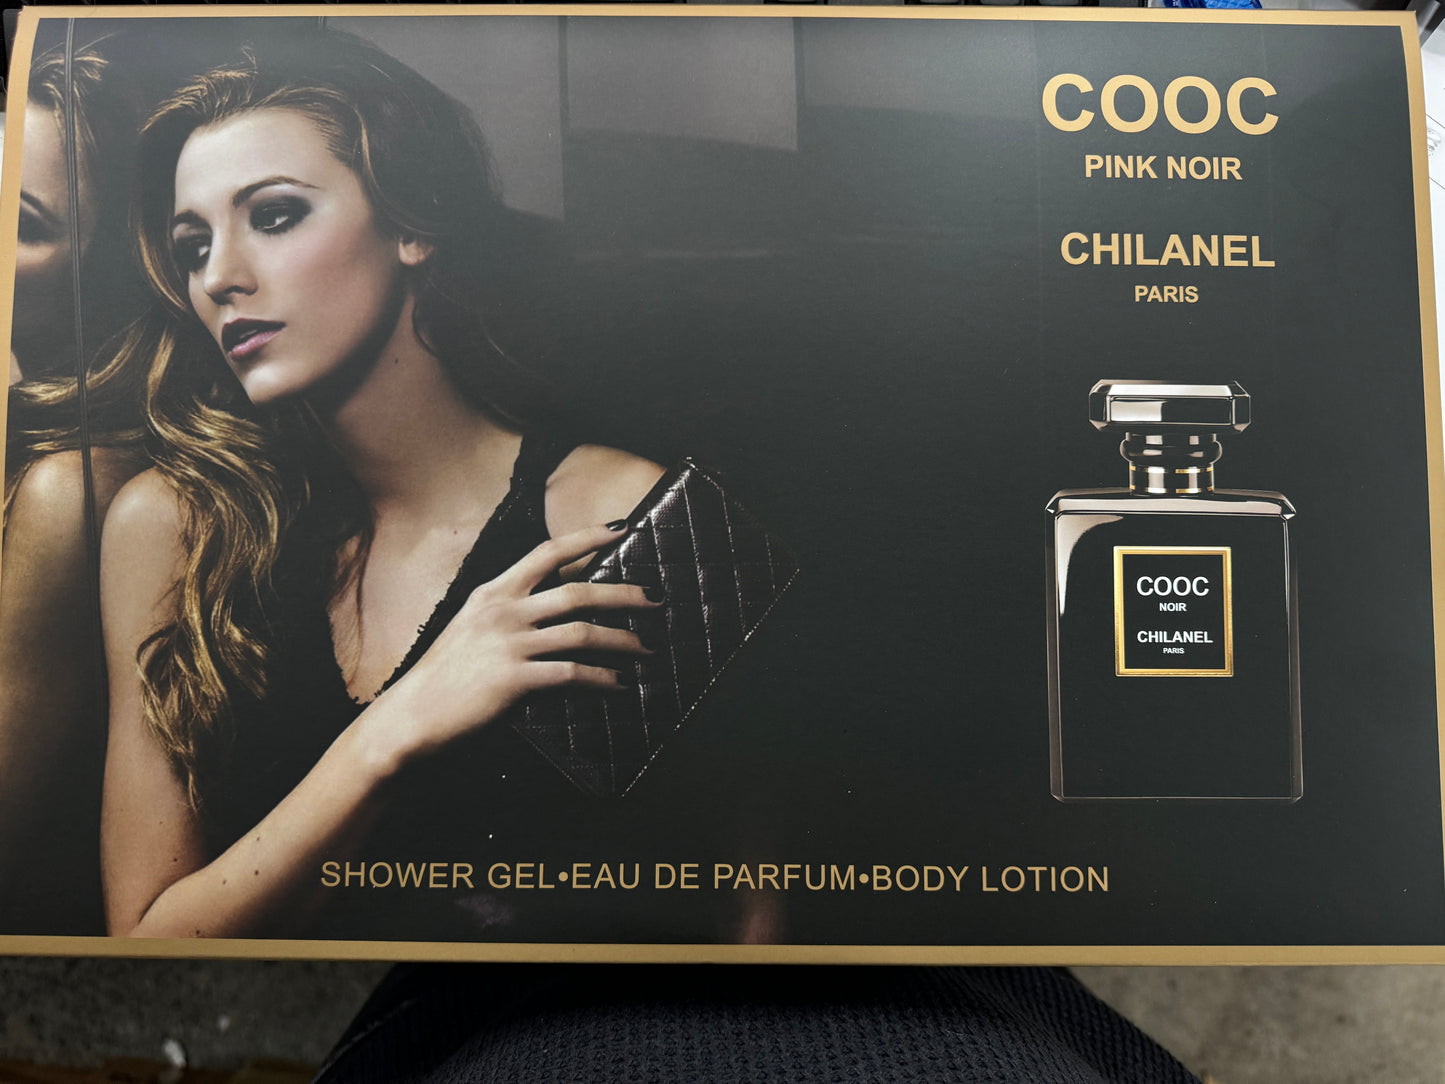 COOC
PINK NOIR
CHILANEL
PARIS
COOC
NOIR
CHILANEL
PARIS
SHOWER GEL•EAU DE PARFUM•BODY LOTION